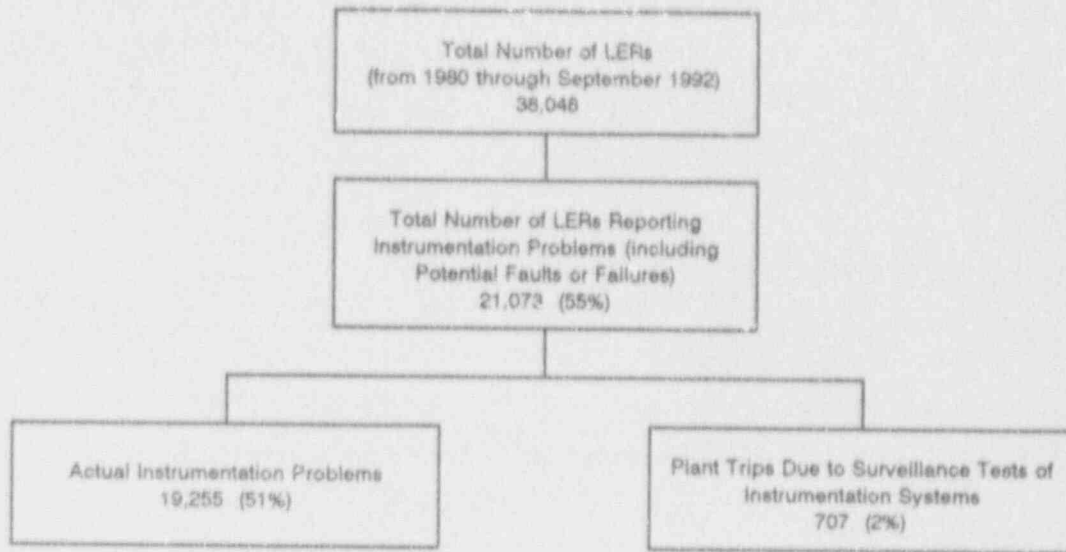 Total Number of LERs
(from 1980 through September 1992)
38,048
Total Number of LERs Reporting
Instrumentation Problems (including
Potential Faults or Failures)
21,073 (55%)
Actual Instrumentation Problems
19,255 (51%)
Plant Trips Due to Surveillance Tests of
Instrumentation Systems
707 (2%)